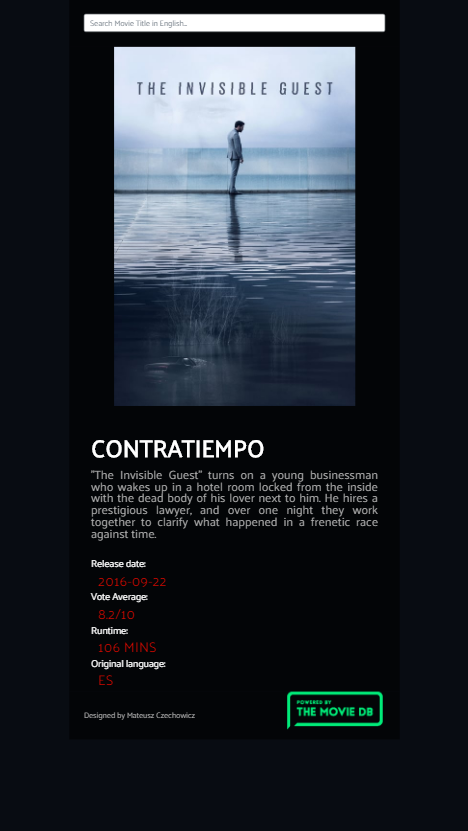 Search Movie Title in English...
THE INVISIBLE GUEST
CONTRATIEMPO
"The Invisible Guest" turns on a young businessman
who wakes up in a hotel room locked from the inside
with the dead body of his lover next to him. He hires a
prestigious lawyer, and over one night they work
together to clarify what happened in a frenetic race
against time.
Release date:
2016-09-22
Vote Average:
8.2/10
Runtime:
106 MINS
Original language:
ES
Designed by Mateusz Czechowicz
POWERED BY
THE MOVIE DB